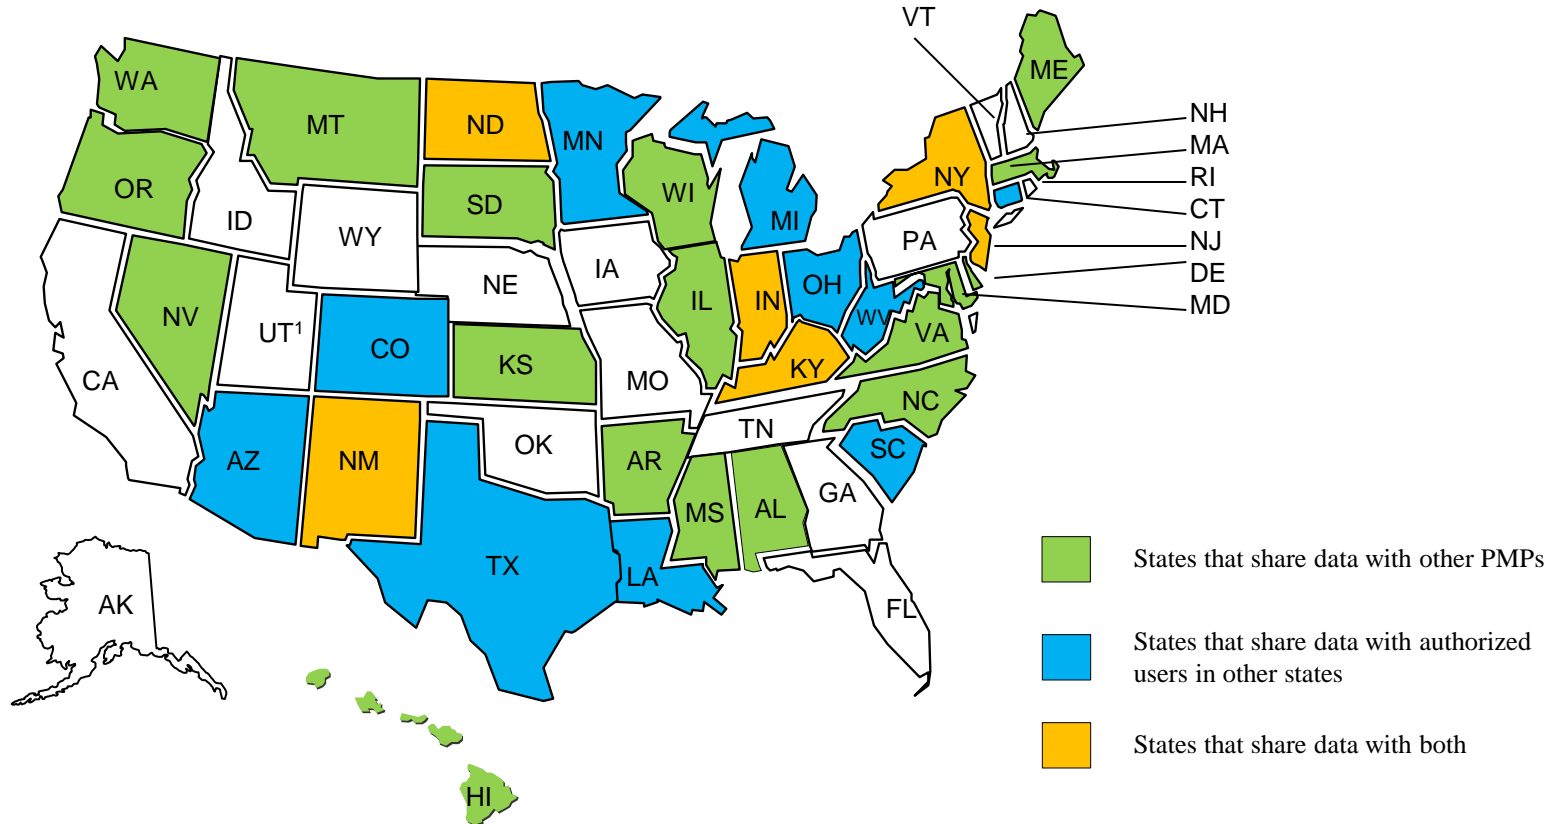 VT
ME
WA
MT
ND
MN
NH
MA
OR
SD
WI
NY
RI
ID
MI
CT
WY
PA
NJ
IA
NE
OH
DE
IL
IN
MD
NV
UT¹
WV
VA
CO
KS
KY
CA
MO
NC
TN
OK
SC
AZ
NM
AR
GA
MS
AL
TX
LA
States that share data with other PMPs
AK
FL
States that share data with authorized
users in other states
States that share data with both
HI